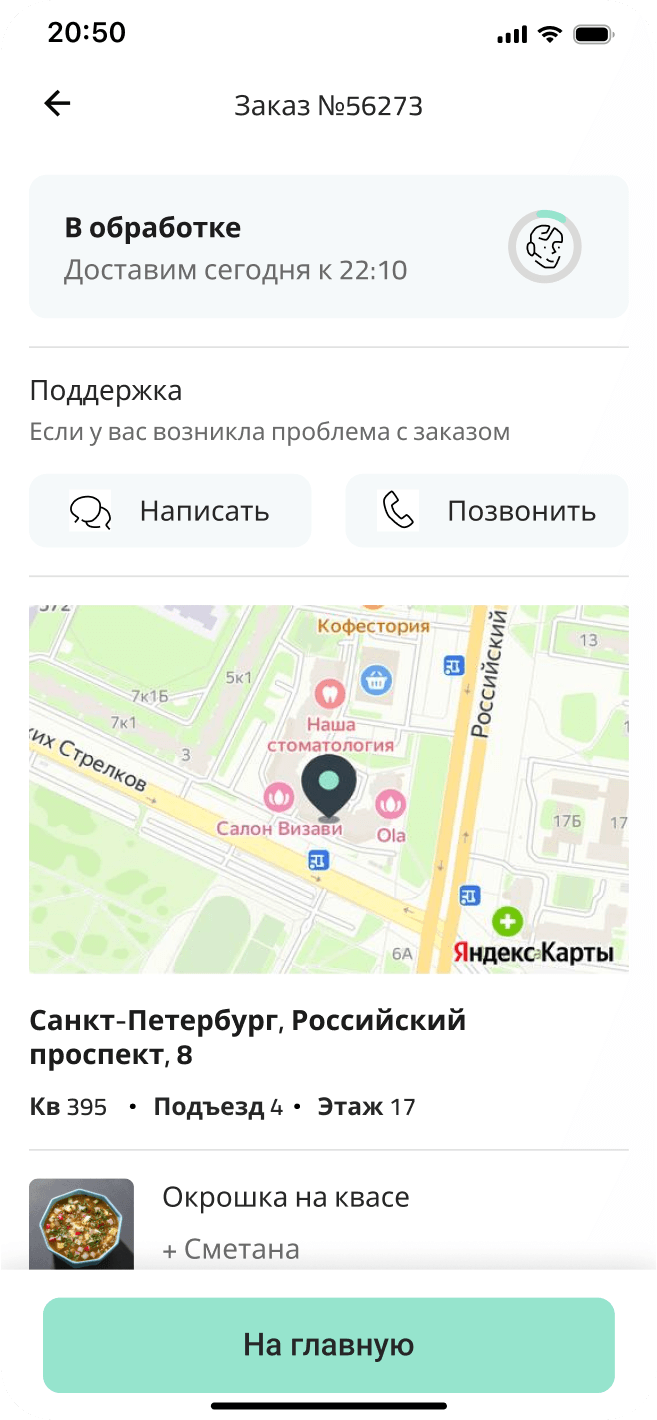 20:50
Заказ №56273
В обработке
Доставим сегодня к 22:10
Поддержка
Если у вас возникла проблема с заказом
Написать
Позвонить
Кофестория
13
Российский
5к1
7к1Б
7к1
Наша
стоматология
3
их Стрелков
Салон Визави
Ola
17Б
17
6А
Яндекс Карты
Санкт-Петербург, Российский
проспект, 8
Кв 395 • Подъезд 4 • Этаж 17
Окрошка на квасе
+ Сметана
На главную